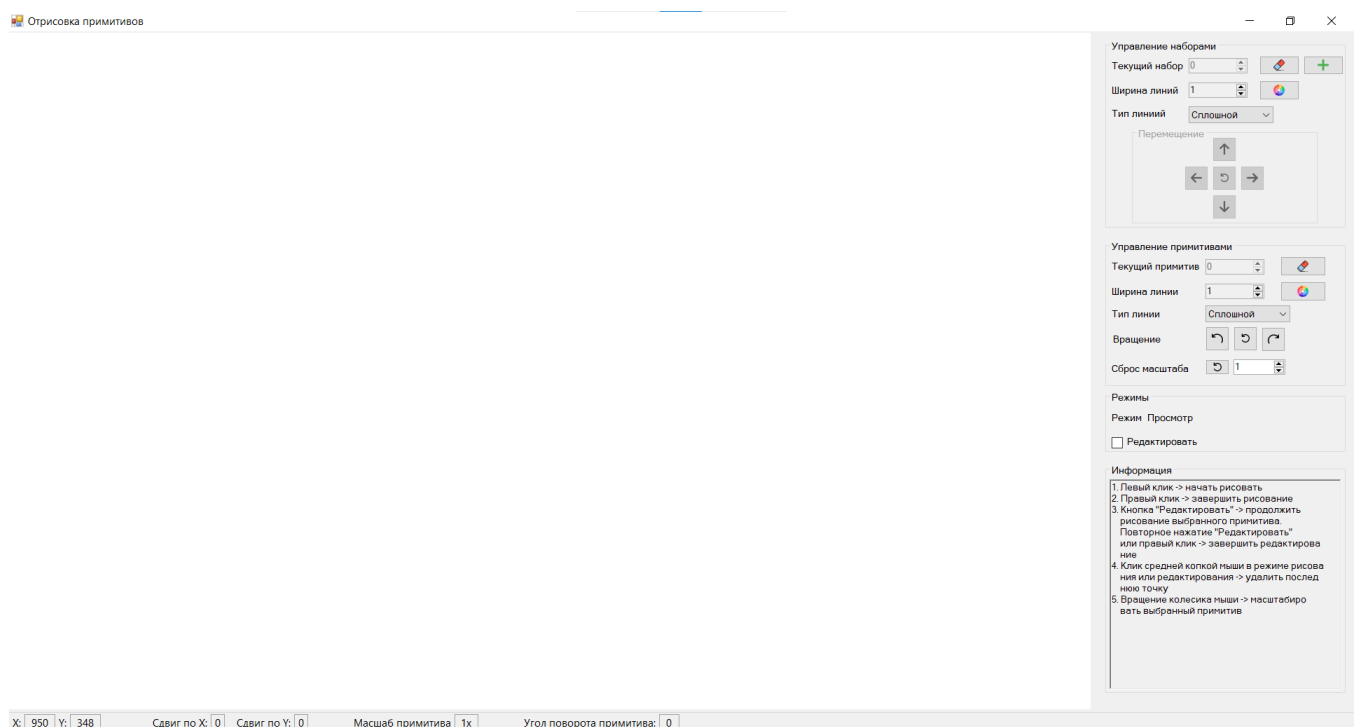 Отрисовка примитивов
Управление наборами
Текущий набор 0
Ширина линий 1
Тип линиий Сплошной
Перемещение
Управление примитивами
Текущий примитив 0
Ширина линии 1
Тип линии Сплошной
Вращение
Сброс масштаба 1
Режимы
Режим Просмотр
Редактировать
Информация
1. Левый клик -> начать рисовать
2. Правый клик -> завершить рисование
3. Кнопка "Редактировать" -> продолжить
рисование выбранного примитива.
Повторное нажатие "Редактировать"
или правый клик -> завершить редактирова
ние
4. Клик средней копкой мыши в режиме рисова
ния или редактирования -> удалить послед
нюю точку
5. Вращение колесика мыши -> масштабиро
вать выбранный примитив
X: 950 Y: 348 Сдвиг по X: 0 Сдвиг по Y: 0 Масшаб примитива 1x Угол поворота примитива: 0